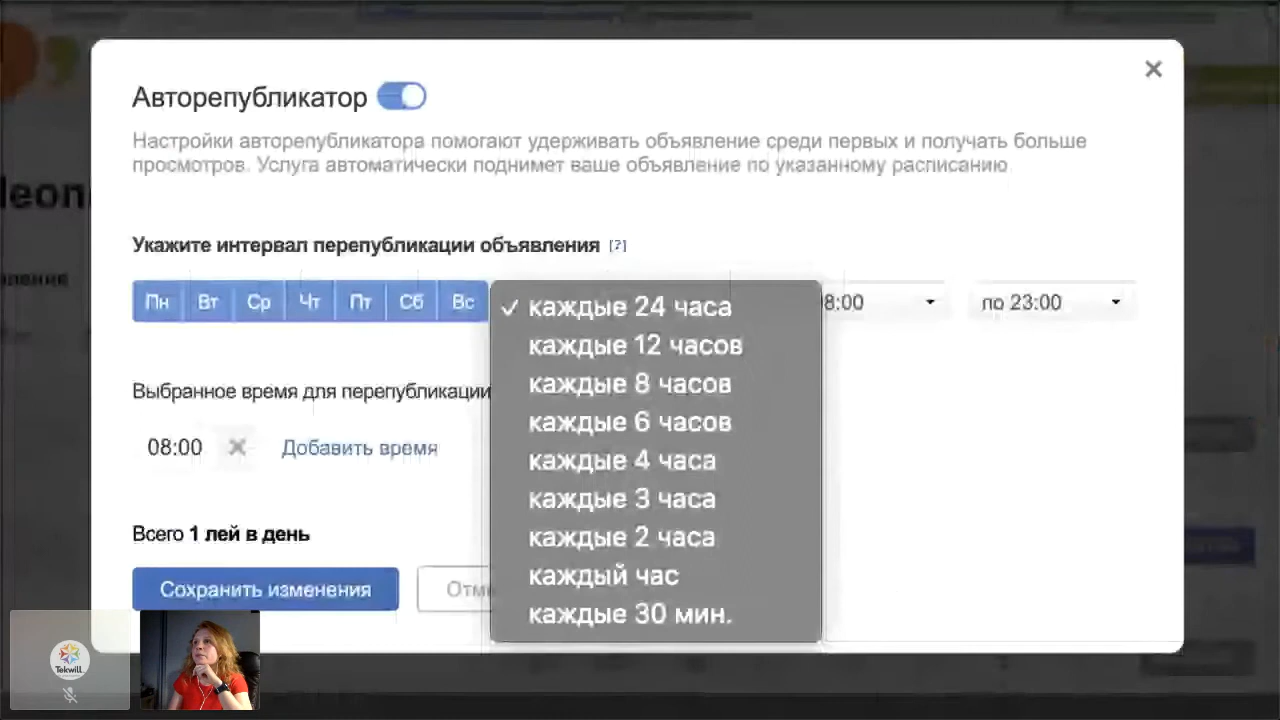 Авторепубликатор
Настройки авторепубликатора помогают удерживать объявление среди первых и получать больше
просмотров. Услуга автоматически поднимет ваше объявление по указанному расписанию
Укажите интервал перепубликации объявления [?]
Пн Вт Ср Чт Пт Сб Вс
✓ каждые 24 часа
8:00
по 23:00
каждые 12 часов
каждые 8 часов
каждые 6 часов
каждые 4 часа
каждые 3 часа
каждые 2 часа
каждый час
каждые 30 мин.
Выбранное время для перепубликации
08:00
Добавить время
Всего 1 лей в день
Сохранить изменения
Tekwill